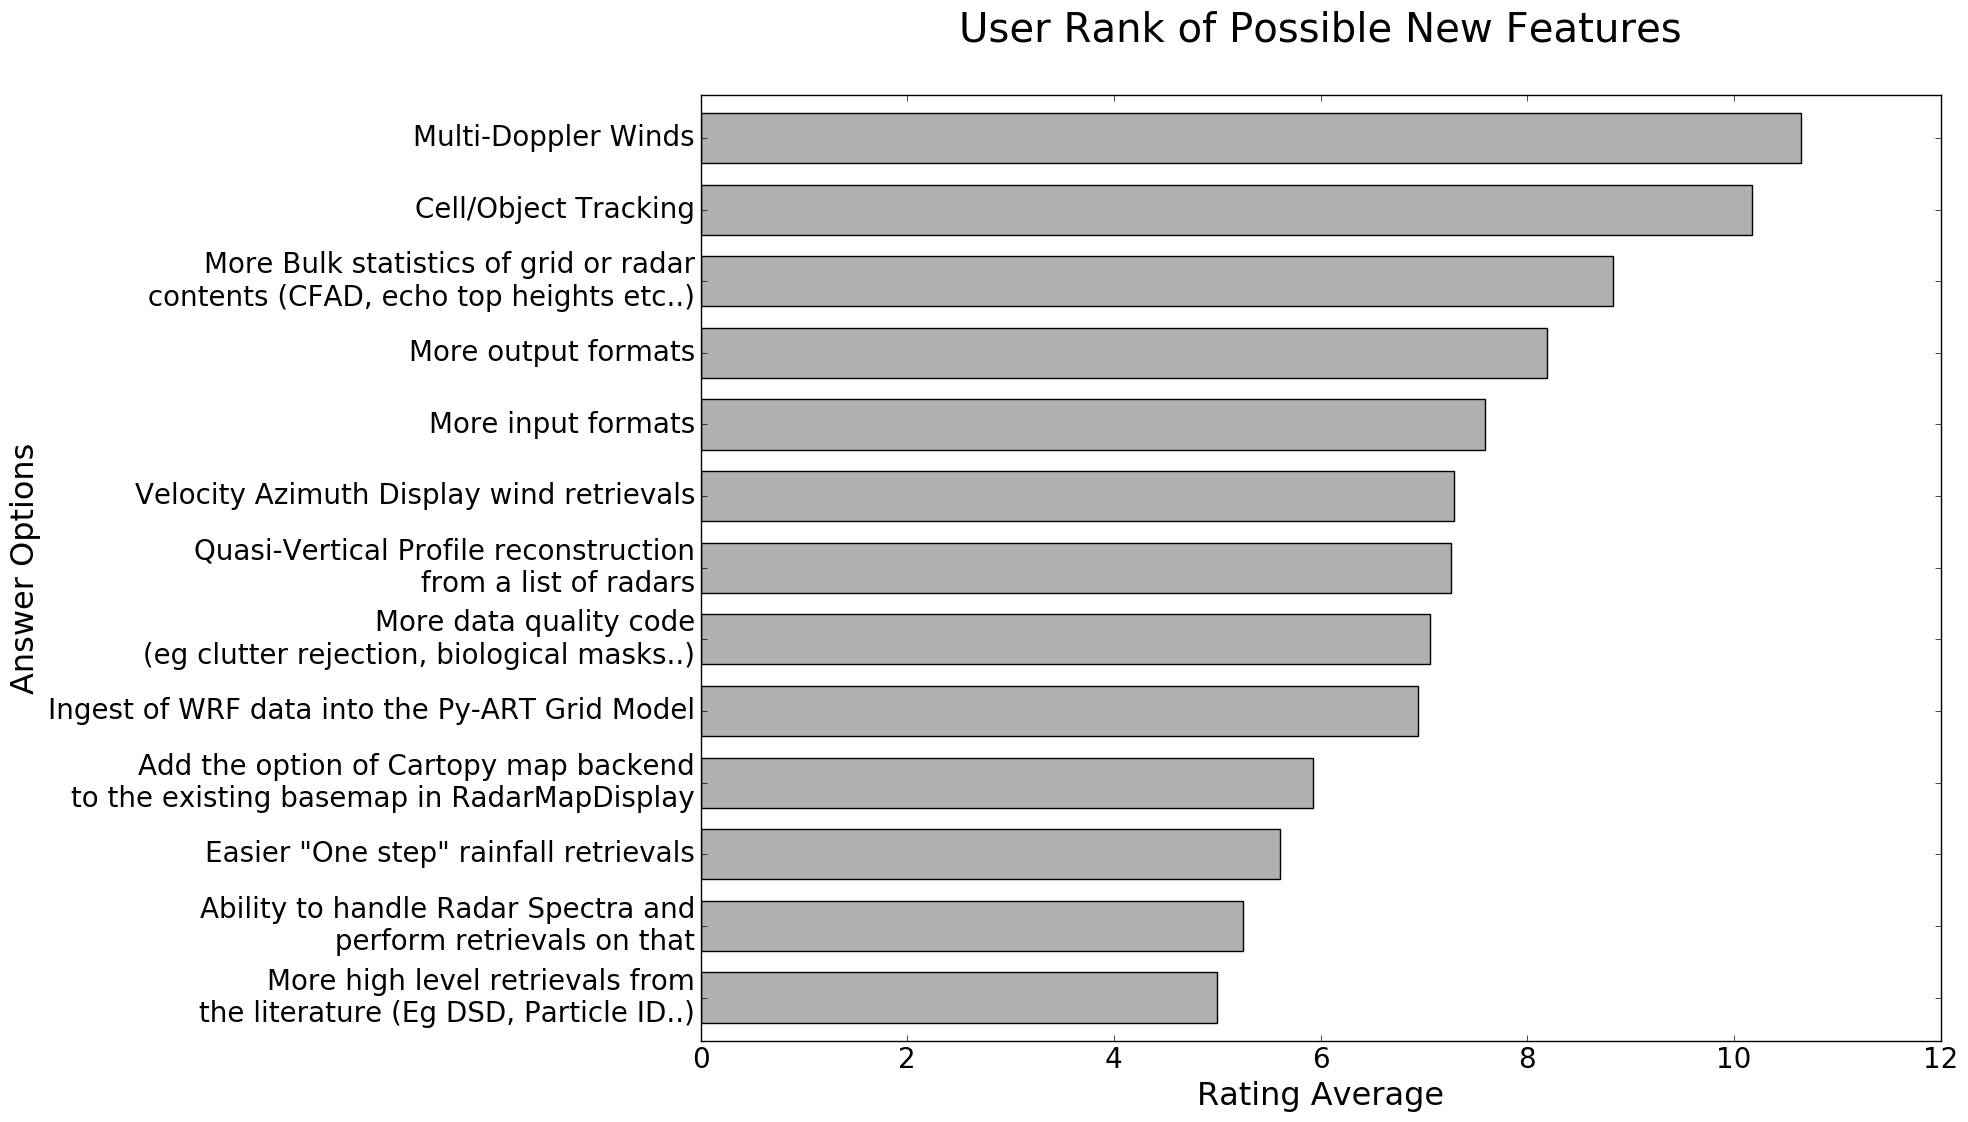 User Rank of Possible New Features
Multi-Doppler Winds
Cell/Object Tracking
More Bulk statistics of grid or radar
contents (CFAD, echo top heights etc..)
More output formats
More input formats
Velocity Azimuth Display wind retrievals
Quasi-Vertical Profile reconstruction
from a list of radars
More data quality code
(eg clutter rejection, biological masks..)
Ingest of WRF data into the Py-ART Grid Model
Add the option of Cartopy map backend
to the existing basemap in RadarMapDisplay
Easier "One step" rainfall retrievals
Ability to handle Radar Spectra and
perform retrievals on that
More high level retrievals from
the literature (Eg DSD, Particle ID..)
Answer Options
0 2 4 6 8 10 12
Rating Average